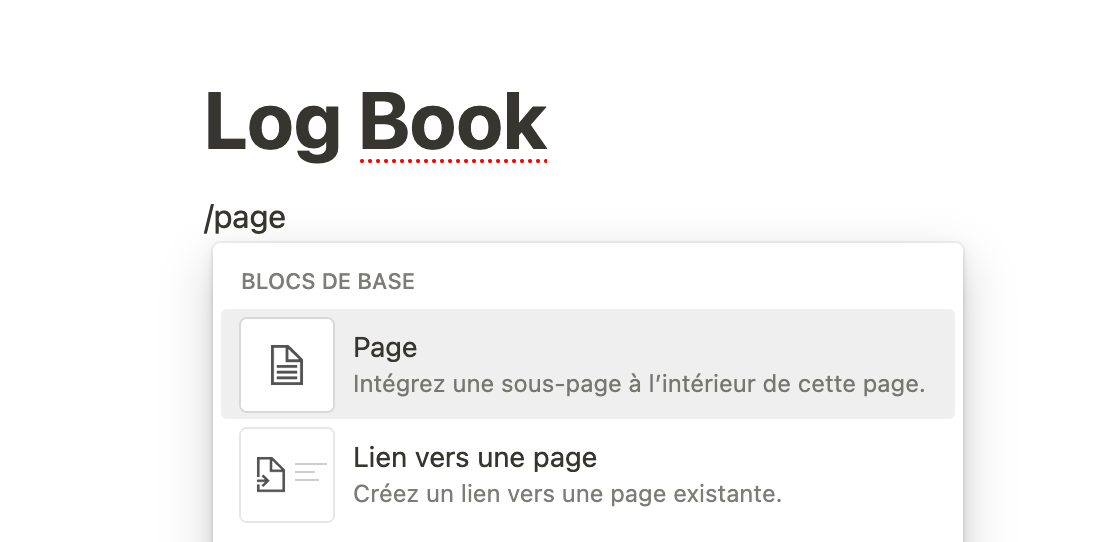 Log Book
/page
BLOCS DE BASE
Page
Intégrez une sous-page à l’intérieur de cette page.
Lien vers une page
Créez un lien vers une page existante.